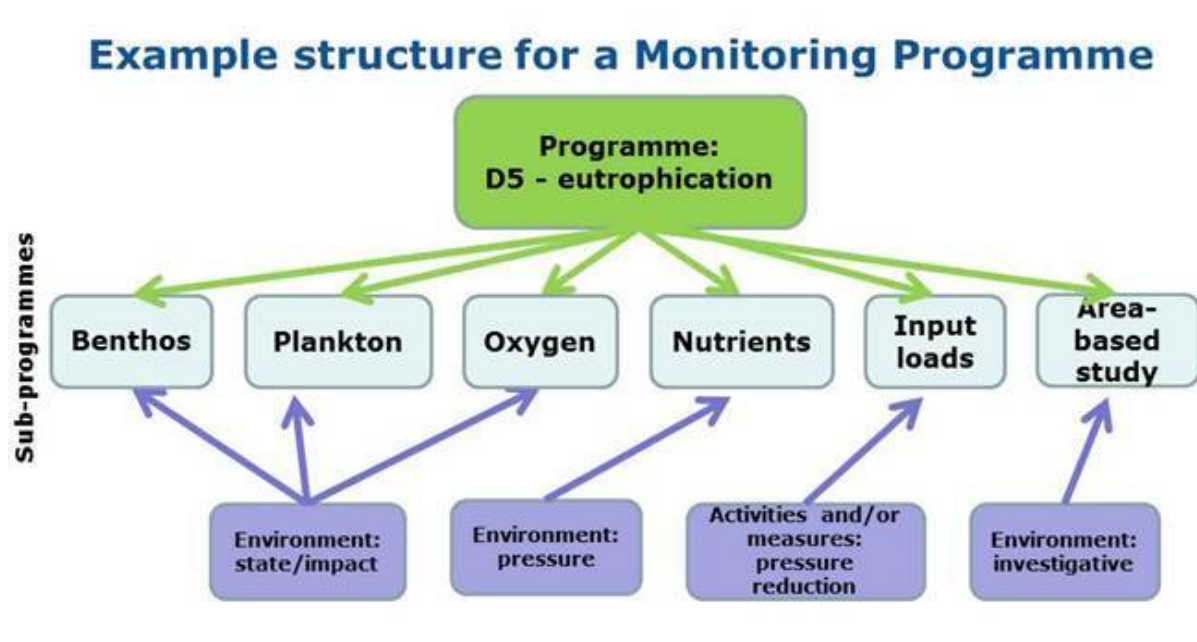 Example structure for a Monitoring Programme
Programme:
D5 – eutrophication
Sub-programmes
Benthos
Plankton
Oxygen
Nutrients
Input
loads
Area-
based
study
Environment:
state/impact
Environment:
pressure
Activities and/or
measures:
pressure
reduction
Environment:
investigative